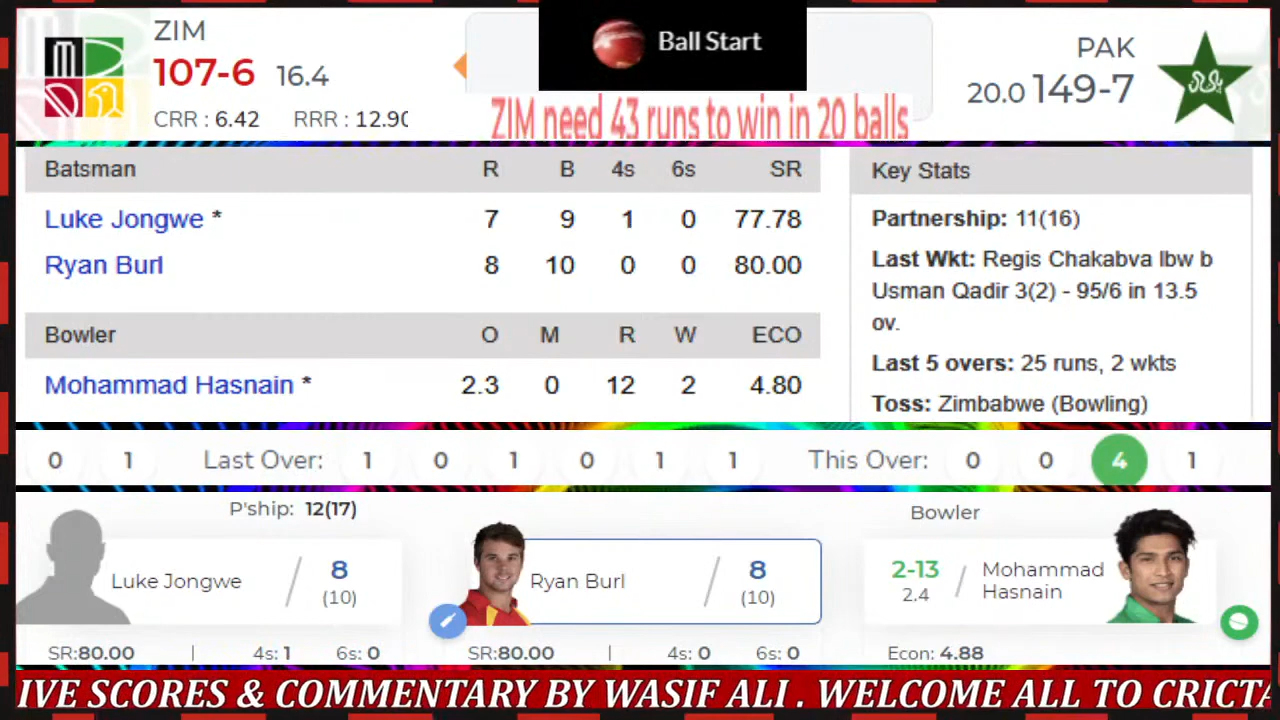 ZIM
107-6 16.4
CRR : 6.42 RRR : 12.90
Ball Start
ZIM need 43 runs to win in 20 balls
PAK
20.0 149-7
Batsman R B 4s 6s SR
Luke Jongwe * 7 9 1 0 77.78
Ryan Burl 8 10 0 0 80.00
Bowler O M R W ECO
Mohammad Hasnain * 2.3 0 12 2 4.80
Key Stats
Partnership: 11(16)
Last Wkt: Regis Chakabva lbw b
Usman Qadir 3(2) - 95/6 in 13.5
ov.
Last 5 overs: 25 runs, 2 wkts
Toss: Zimbabwe (Bowling)
0 1 Last Over: 1 0 1 0 1 1 This Over: 0 0 4 1
P'ship: 12(17)
Luke Jongwe / 8
(10)
SR:80.00 | 4s: 1 6s: 0
Ryan Burl / 8
(10)
SR:80.00 | 4s: 0 6s: 0
Bowler
2-13 / Mohammad
2.4 Hasnain
Econ: 4.88
IVE SCORES & COMMENTARY BY WASIF ALI . WELCOME ALL TO CRICTA